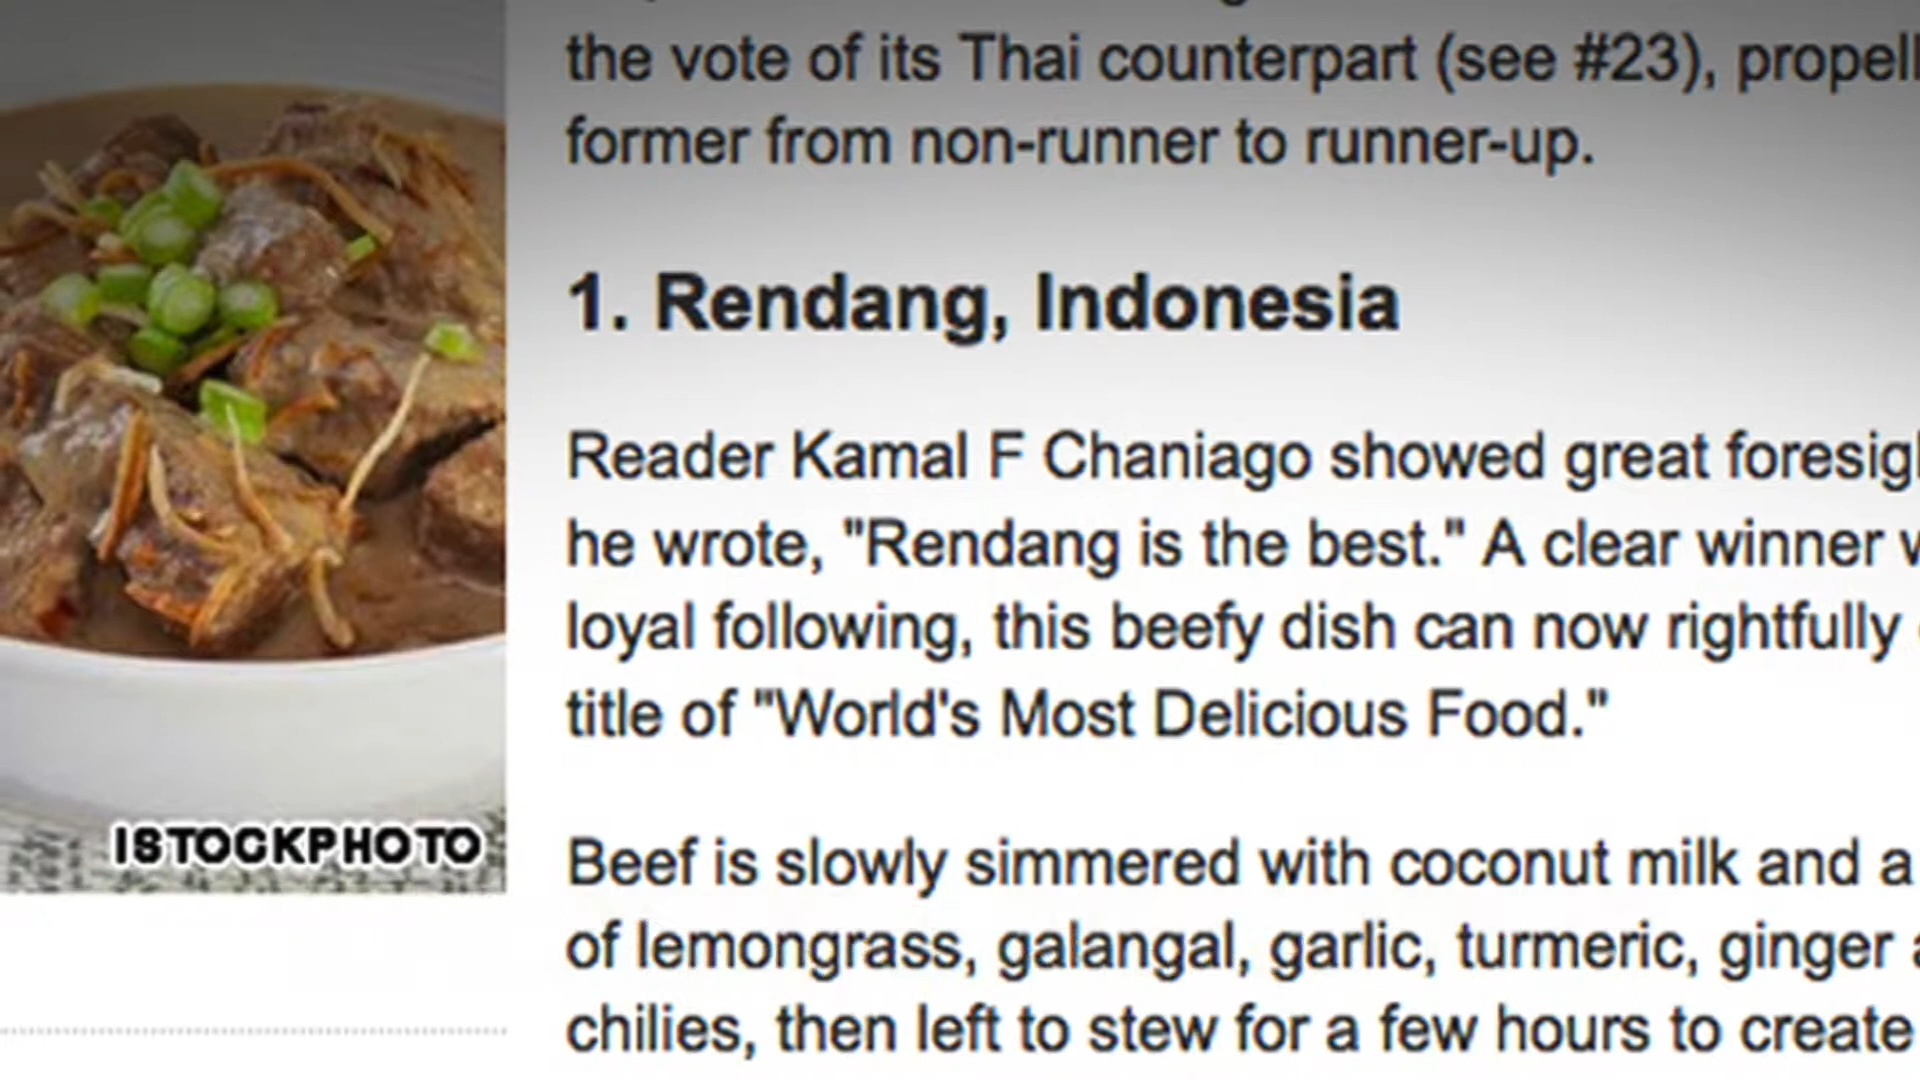 the vote of its Thai counterpart (see #23),
former from non-runner to runner-up.
1. Rendang, Indonesia
Reader Kamal F Chaniago showed great
he wrote, "Rendang is the best." A clear winner
loyal following, this beefy dish can now rightfully
title of "World's Most Delicious Food."
ISTOCKPHOTO
Beef is slowly simmered with coconut milk and a
of lemongrass, galangal, garlic, turmeric, ginger
chilies, then left to stew for a few hours to create